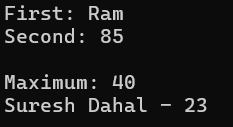 First: Ram
Second: 85

Maximum: 40
Suresh Dahal - 23